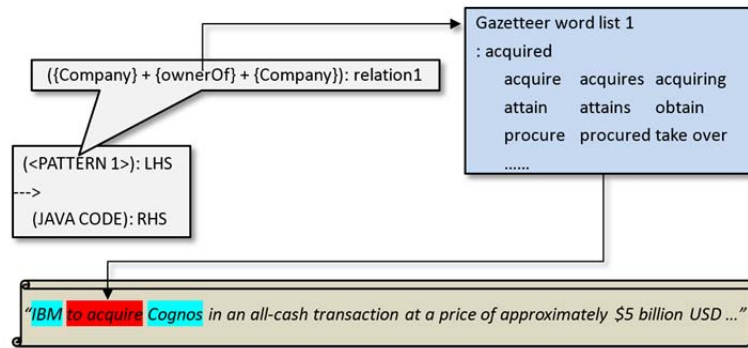 Gazetteer word list 1
: acquired
acquire acquires acquiring
attain attains obtain
procure procured take over
......
({Company} + {ownerOf} + {Company}): relation1
(<PATTERN 1>): LHS
--->
(JAVA CODE): RHS
“IBM to acquire Cognos in an all-cash transaction at a price of approximately $5 billion USD ...”